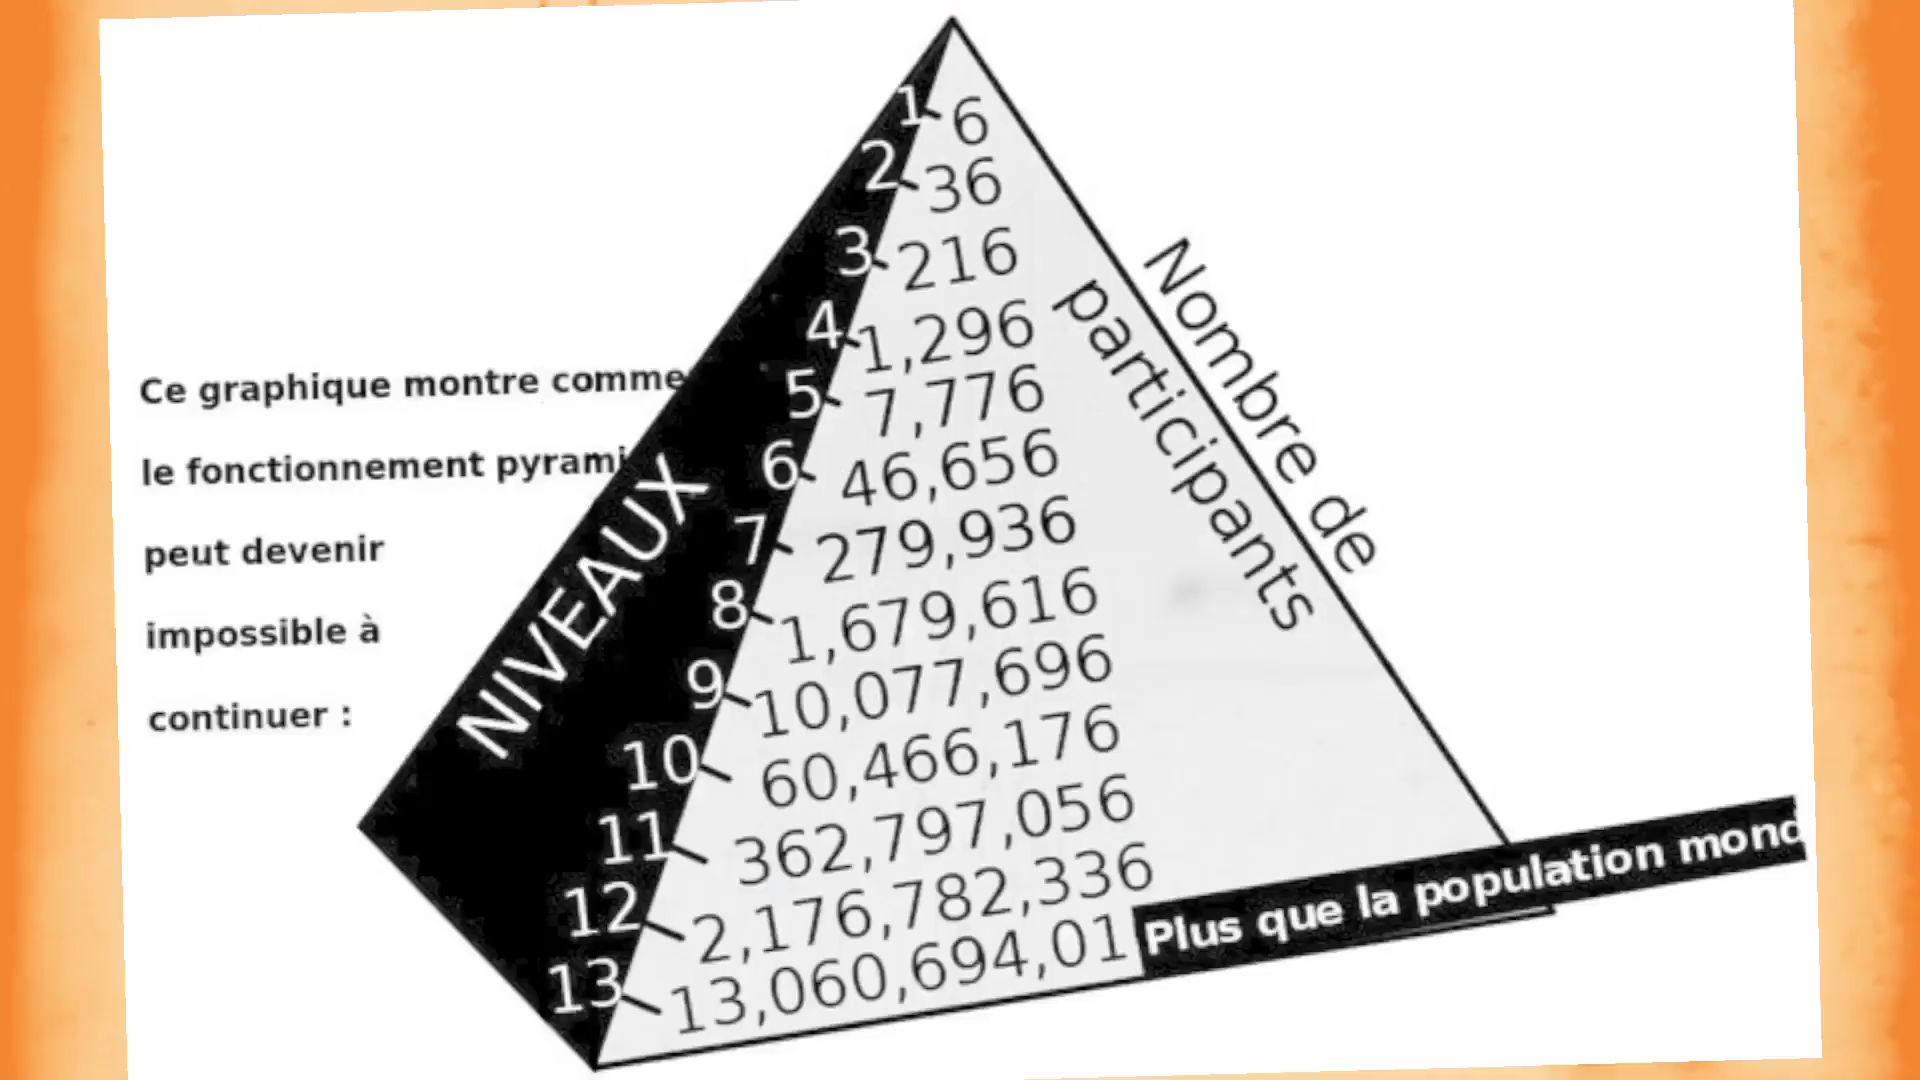 Ce graphique montre comme
le fonctionnement pyrami
peut devenir
impossible à
continuer :
NIVEAUX
Nombre de
participants
1 6
2 36
3 216
4 1,296
5 7,776
6 46,656
7 279,936
8 1,679,616
9 10,077,696
10 60,466,176
11 362,797,056
12 2,176,782,336
13 13,060,694,01
Plus que la population mond